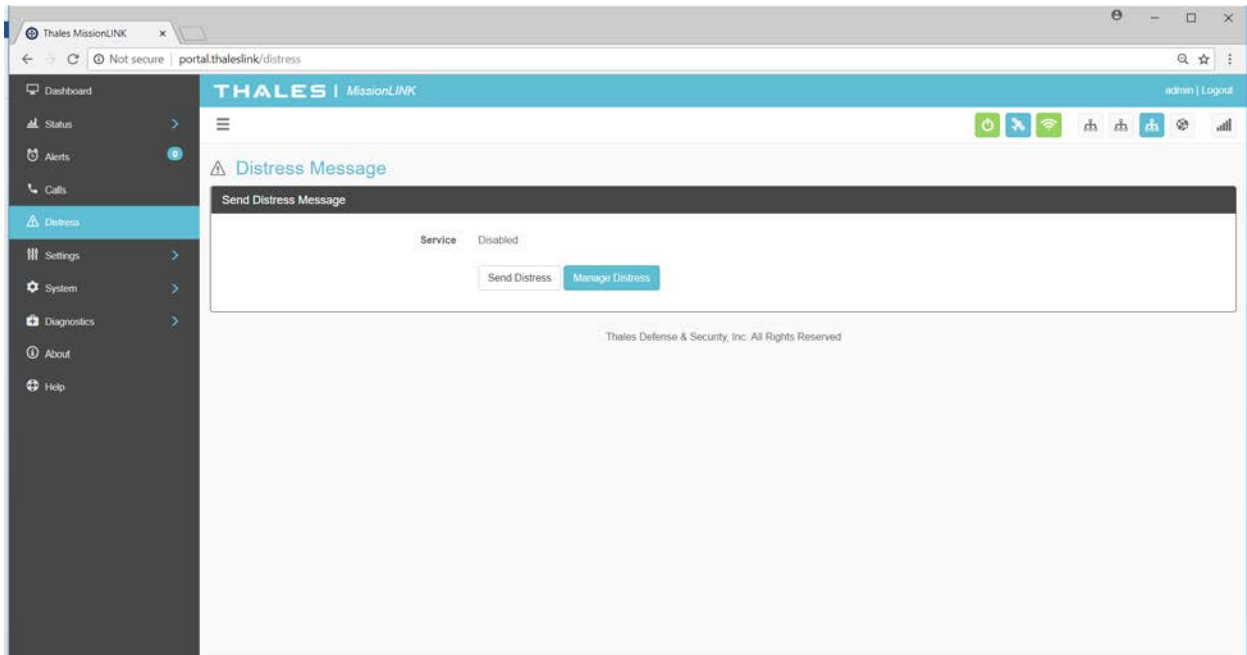 Thales MissionLINK
Not secure | portal.thaleslink/distress
Dashboard
THALES | MissionLINK
admin | Logout
Status
Alerts 0
Calls
Distress
Settings
System
Diagnostics
About
Help
Distress Message
Send Distress Message
Service Disabled
Send Distress Manage Distress
Thales Defense & Security, Inc. All Rights Reserved